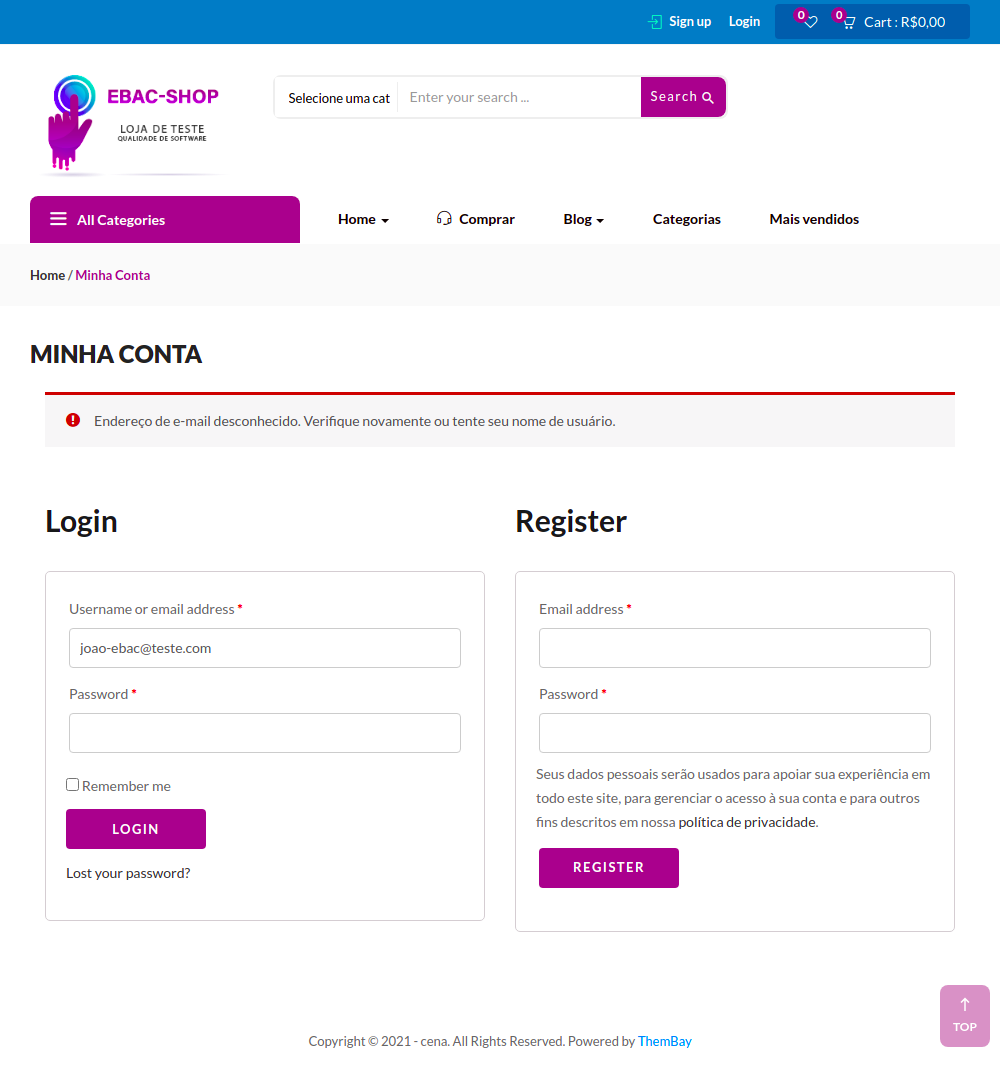 Sign up Login 0 0 Cart : R$0,00
EBAC-SHOP
LOJA DE TESTE
QUALIDADE DE SOFTWARE
Selecione uma cat Enter your search ... Search
All Categories Home Comprar Blog Categorias Mais vendidos
Home / Minha Conta
MINHA CONTA
Endereço de e-mail desconhecido. Verifique novamente ou tente seu nome de usuário.
Login
Username or email address *
joao-ebac@teste.com
Password *
Remember me
LOGIN
Lost your password?
Register
Email address *
Password *
Seus dados pessoais serão usados para apoiar sua experiência em
todo este site, para gerenciar o acesso à sua conta e para outros
fins descritos em nossa política de privacidade.
REGISTER
TOP
Copyright © 2021 - cena. All Rights Reserved. Powered by ThemBay